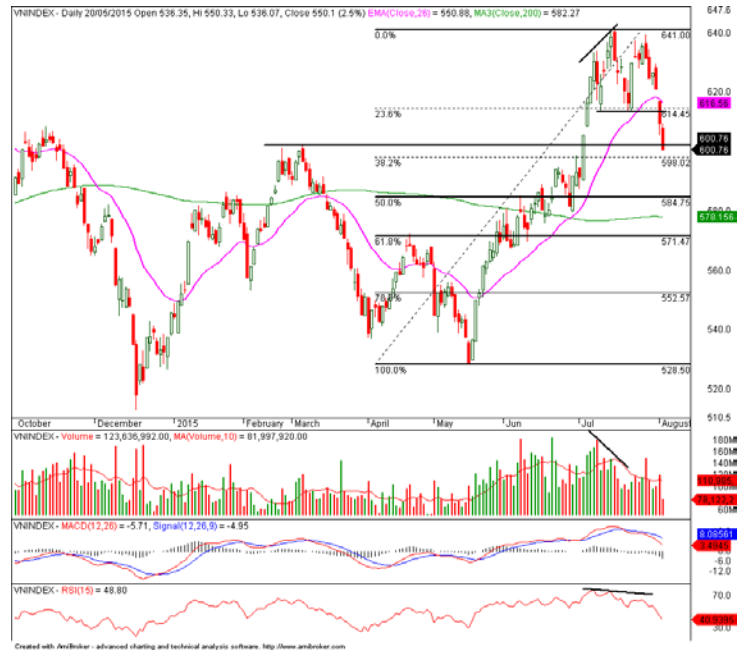 VNINDEX - Daily 20/05/2015 Open 536.35, Hi 550.33, Lo 536.07, Close 550.1 (2.5%) EMA(Close,26) = 550.88, MA3(Close,200) = 582.27
647.6
0.0%
641.00
640.0
620.0
616.56
23.6%
614.45
600.76
600.76
38.2%
598.02
50.0%
584.75
578.156
61.8%
571.47
560.0
552.57
540.0
100.0%
528.50
520.0
510.5
October December 2015 February March April May Jun Jul August
VNINDEX - Volume = 123,636,992.00, MA(Volume,10) = 81,997,920.00
180M
160M
140M
110,985,
100M
78,122,2
60M
VNINDEX - MACD(12,26) = -5.71, Signal(12,26,9) = -4.95
8.08561
-6.0
-12.0
VNINDEX - RSI(15) = 48.80
70.0
30.0
Created with AmiBroker - advanced charting and technical analysis software. http://www.amibroker.com